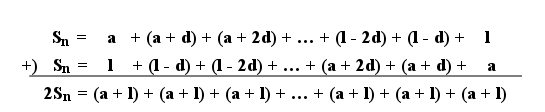 Sn = a + (a + d) + (a + 2d) + ... + (l - 2d) + (l - d) + l
+) Sn = l + (l - d) + (l - 2d) + ... + (a + 2d) + (a + d) + a
2Sn = (a + l) + (a + l) + (a + l) + ... + (a + l) + (a + l) + (a + l)